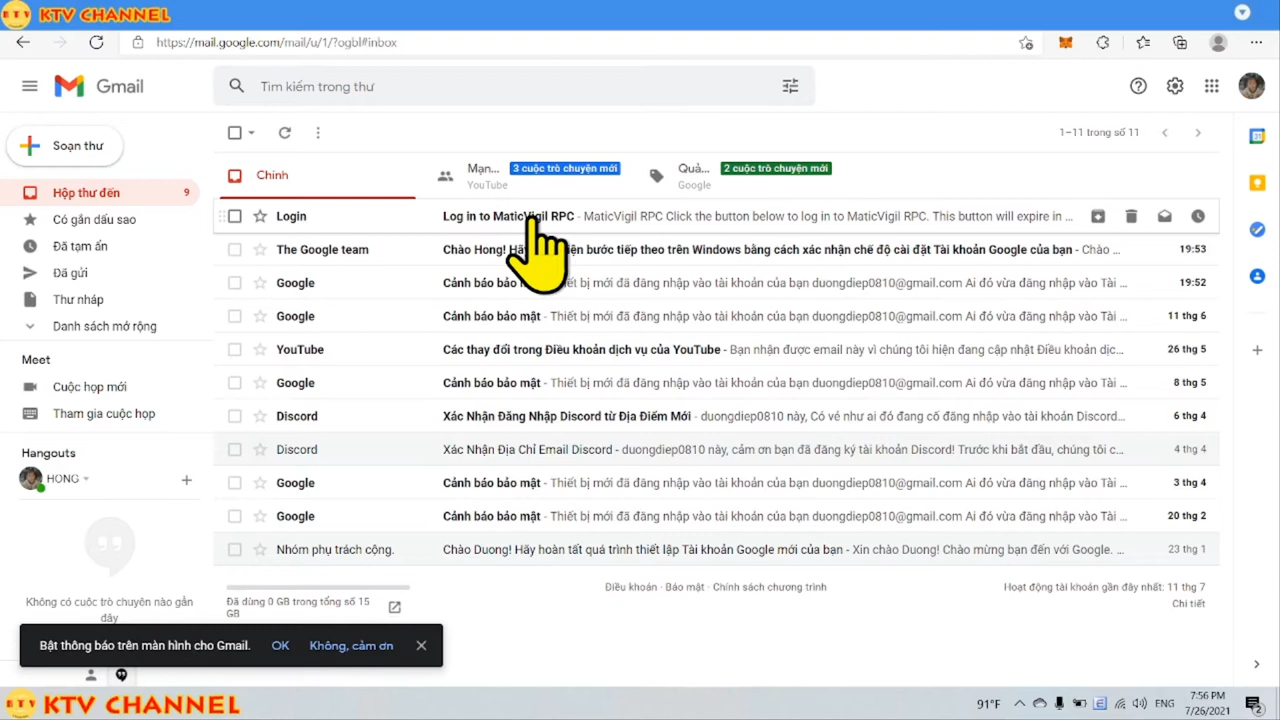 KTV CHANNEL
https://mail.google.com/mail/u/1/?ogbl#inbox
Gmail
Tìm kiếm trong thư
Soạn thư
1–11 trong số 11
Hộp thư đến 9
Có gắn dấu sao
Đã tạm ẩn
Đã gửi
Thư nháp
Danh sách mở rộng
Meet
Cuộc họp mới
Tham gia cuộc họp
Hangouts
HONG
Không có cuộc trò chuyện nào gần
đây
Chính
Mạn... 3 cuộc trò chuyện mới
YouTube
Quả... 2 cuộc trò chuyện mới
Google
Login Log in to MaticVigil RPC - MaticVigil RPC Click the button below to log in to MaticVigil RPC. This button will expire in ...
The Google team Chào Hong! iện bước tiếp theo trên Windows bằng cách xác nhận chế độ cài đặt Tài khoản Google của bạn - Chào ... 19:53
Google Cảnh báo bảo bị mới đã đăng nhập vào tài khoản của bạn duongdiep0810@gmail.com Ai đó vừa đăng nhập vào Tài ... 19:52
Google Cảnh báo bảo mật - Thiết bị mới đã đăng nhập vào tài khoản của bạn duongdiep0810@gmail.com Ai đó vừa đăng nhập vào Tài ... 11 thg 6
YouTube Các thay đổi trong Điều khoản dịch vụ của YouTube - Bạn nhận được email này vì chúng tôi hiện đang cập nhật Điều khoản dịc... 26 thg 5
Google Cảnh báo bảo mật - Thiết bị mới đã đăng nhập vào tài khoản của bạn duongdiep0810@gmail.com Ai đó vừa đăng nhập vào Tài ... 8 thg 5
Discord Xác Nhận Đăng Nhập Discord từ Địa Điểm Mới - duongdiep0810 này, Có vẻ như ai đó đang cố đăng nhập vào tài khoản Discord... 6 thg 4
Discord Xác Nhận Địa Chỉ Email Discord - duongdiep0810 này, cảm ơn bạn đã đăng ký tài khoản Discord! Trước khi bắt đầu, chúng tôi c... 4 thg 4
Google Cảnh báo bảo mật - Thiết bị mới đã đăng nhập vào tài khoản của bạn duongdiep0810@gmail.com Ai đó vừa đăng nhập vào Tài ... 3 thg 4
Google Cảnh báo bảo mật - Thiết bị mới đã đăng nhập vào tài khoản của bạn duongdiep0810@gmail.com Ai đó vừa đăng nhập vào Tài ... 20 thg 2
Nhóm phụ trách cộng. Chào Duong! Hãy hoàn tất quá trình thiết lập Tài khoản Google mới của bạn - Xin chào Duong! Chào mừng bạn đến với Google. ... 23 thg 1
Đã dùng 0 GB trong tổng số 15
GB
Điều khoản · Bảo mật · Chính sách chương trình
Hoạt động tài khoản gần đây nhất: 11 thg 7
Chi tiết
Bật thông báo trên màn hình cho Gmail. OK Không, cảm ơn
KTV CHANNEL
91°F ENG
7:56 PM
7/26/2021
2